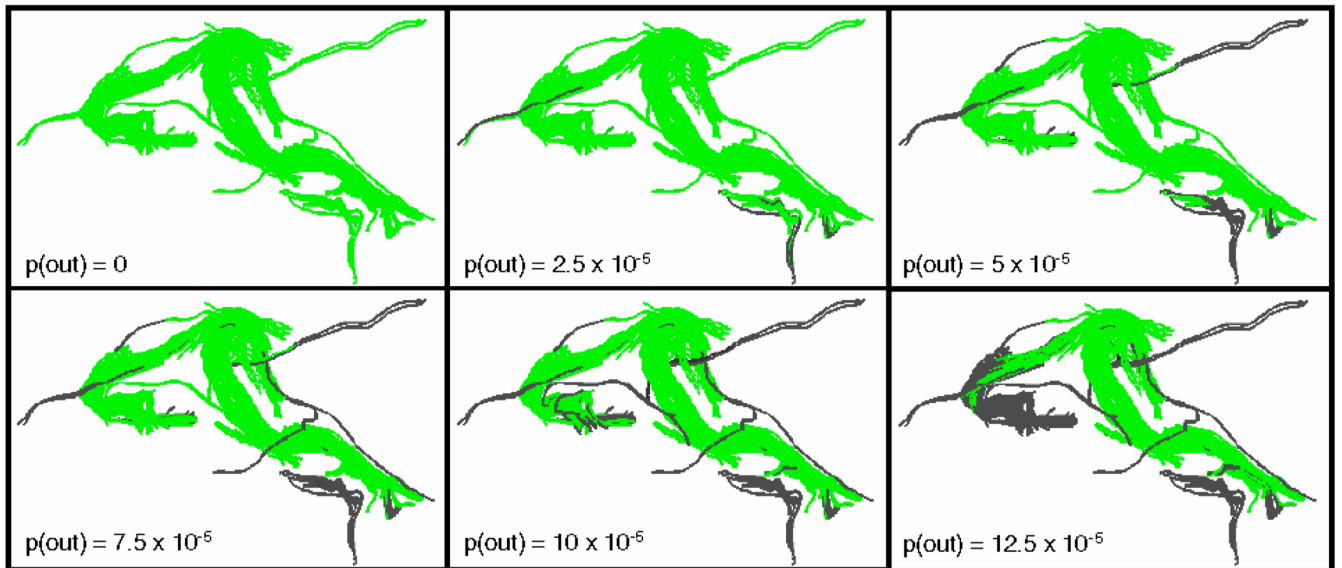 p(out) = 0
p(out) = 2.5 x 10⁻⁵
p(out) = 5 x 10⁻⁵
p(out) = 7.5 x 10⁻⁵
p(out) = 10 x 10⁻⁵
p(out) = 12.5 x 10⁻⁵